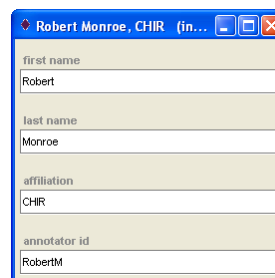 Robert Monroe, CHIR (in...
first name
Robert
last name
Monroe
affiliation
CHIR
annotator id
RobertM